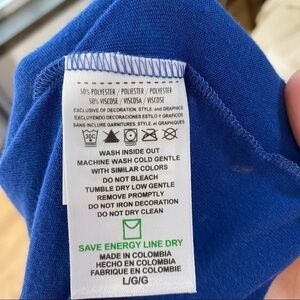 50% POLYESTER / POLIESTER / POLYESTER
50% VISCOSE / VISCOSA / VISCOSE
EXCLUSIVE OF DECORATION, STYLE, and GRAPHICS
EXCLUYENDO DECORACIONES ESTILO Y GRAFICOS
SANS INCLURE GARNITURES, STYLE, et GRAPHIQUES
30C
WASH INSIDE OUT
MACHINE WASH COLD GENTLE
WITH SIMILAR COLORS
DO NOT BLEACH
TUMBLE DRY LOW GENTLE
REMOVE PROMPTLY
DO NOT IRON DECORATION
DO NOT DRY CLEAN
SAVE ENERGY LINE DRY
MADE IN COLOMBIA
HECHO EN COLOMBIA
FABRIQUE EN COLOMBIE
L/G/G